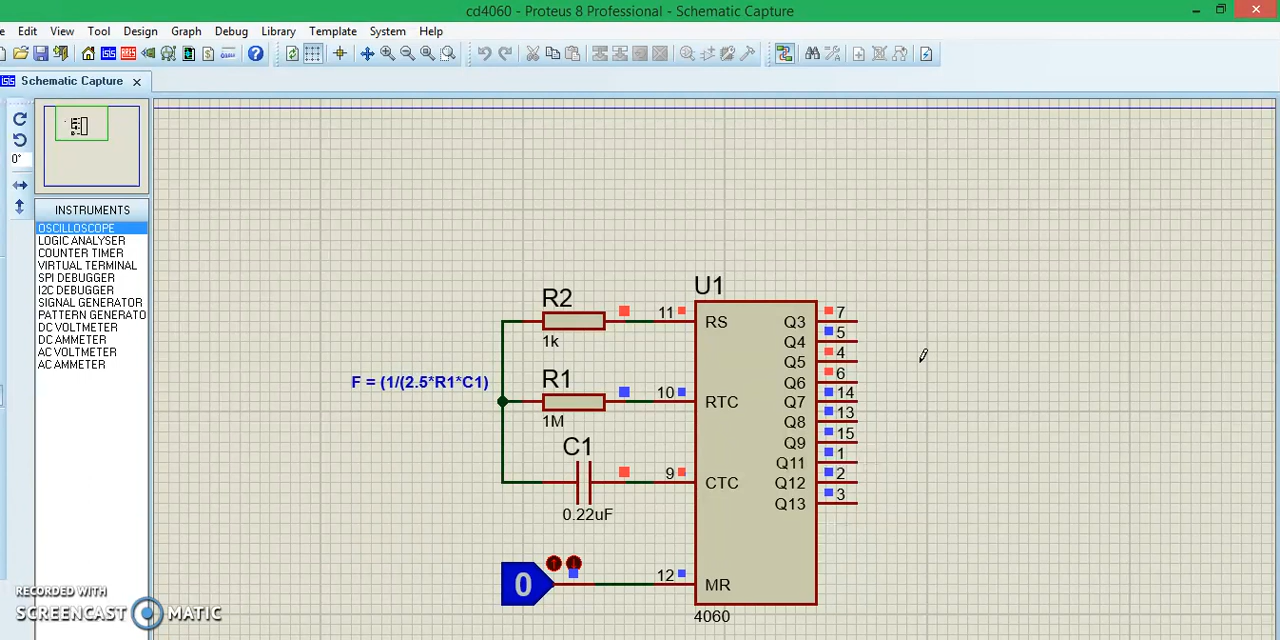 cd4060 - Proteus 8 Professional - Schematic Capture
Edit View Tool Design Graph Debug Library Template System Help
Schematic Capture
0°
INSTRUMENTS
OSCILLOSCOPE
LOGIC ANALYSER
COUNTER TIMER
VIRTUAL TERMINAL
SPI DEBUGGER
I2C DEBUGGER
SIGNAL GENERATOR
PATTERN GENERATO
DC VOLTMETER
DC AMMETER
AC VOLTMETER
AC AMMETER
U1
R2
1k
11
RS
Q3
7
Q4
5
Q5
4
Q6
6
F = (1/(2.5*R1*C1)
R1
1M
10
RTC
Q7
14
Q8
13
Q9
15
C1
0.22uF
9
CTC
Q11
1
Q12
2
Q13
3
0
12
MR
4060
RECORDED WITH
SCREENCAST MATIC